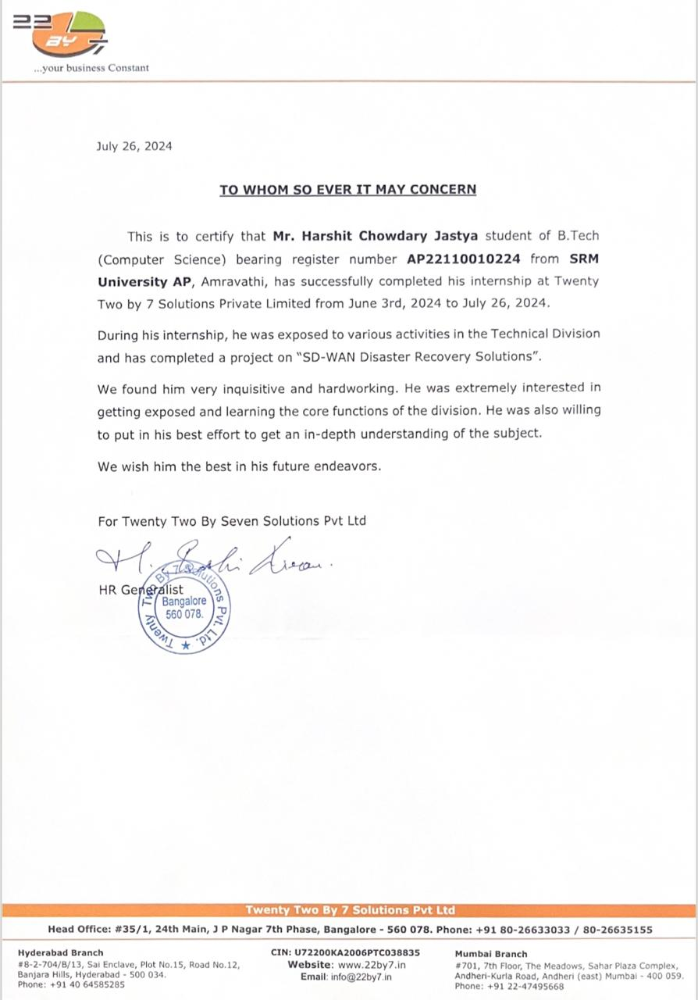 22
BY
7
...your business Constant
July 26, 2024
TO WHOM SO EVER IT MAY CONCERN
This is to certify that Mr. Harshit Chowdary Jastya student of B.Tech
(Computer Science) bearing register number AP22110010224 from SRM
University AP, Amravathi, has successfully completed his internship at Twenty
Two by 7 Solutions Private Limited from June 3rd, 2024 to July 26, 2024.
During his internship, he was exposed to various activities in the Technical Division
and has completed a project on “SD-WAN Disaster Recovery Solutions”.
We found him very inquisitive and hardworking. He was extremely interested in
getting exposed and learning the core functions of the division. He was also willing
to put in his best effort to get an in-depth understanding of the subject.
We wish him the best in his future endeavors.
For Twenty Two By Seven Solutions Pvt Ltd
HR Generalist
Twenty Two By 7 Solutions Pvt. Ltd.
Bangalore
560 078.
Twenty Two By 7 Solutions Pvt Ltd
Head Office: #35/1, 24th Main, J P Nagar 7th Phase, Bangalore - 560 078. Phone: +91 80-26633033 / 80-26635155
Hyderabad Branch
#8-2-704/B/13, Sai Enclave, Plot No.15, Road No.12,
Banjara Hills, Hyderabad - 500 034.
Phone: +91 40 64585285
CIN: U72200KA2006PTC038835
Website: www.22by7.in
Email: info@22by7.in
Mumbai Branch
#701, 7th Floor, The Meadows, Sahar Plaza Complex,
Andheri-Kurla Road, Andheri (east) Mumbai - 400 059.
Phone: +91 22-47495668